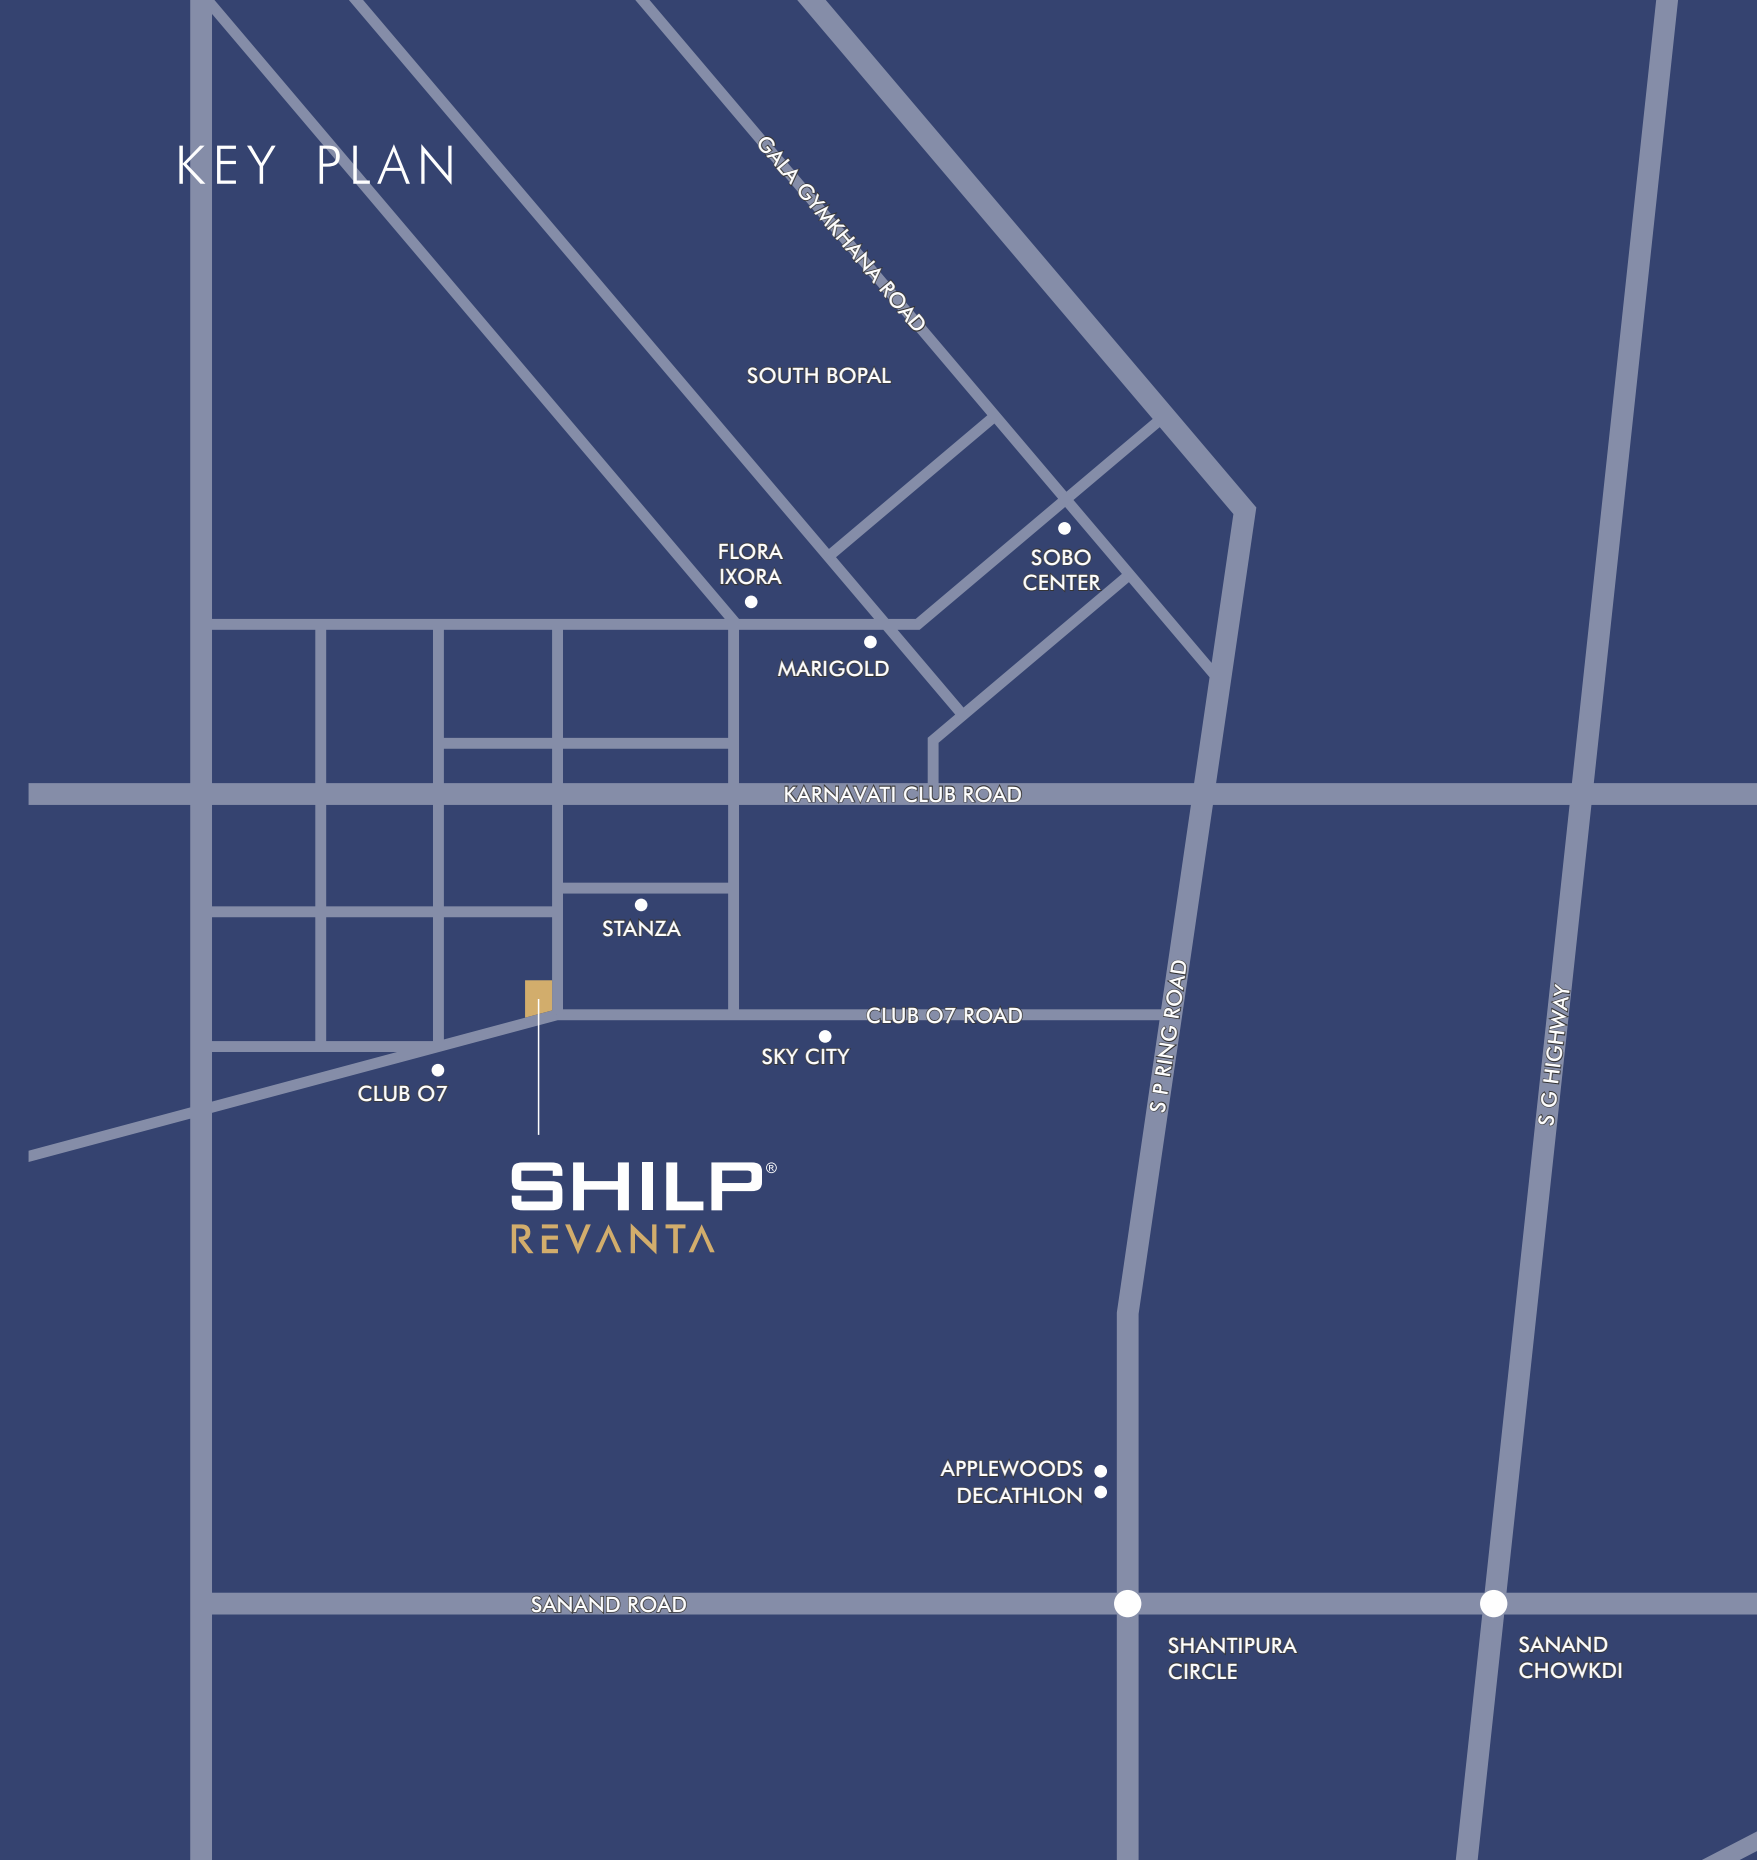 KEY PLAN
GALA GYMKHANA ROAD
SOUTH BOPAL
FLORA
IXORA
SOBO
CENTER
MARIGOLD
KARNAVATI CLUB ROAD
STANZA
CLUB O7 ROAD
SKY CITY
CLUB O7
S P RING ROAD
S G HIGHWAY
SHILP®
REVANTA
APPLEWOODS
DECATHLON
SANAND ROAD
SHANTIPURA
CIRCLE
SANAND
CHOWKDI